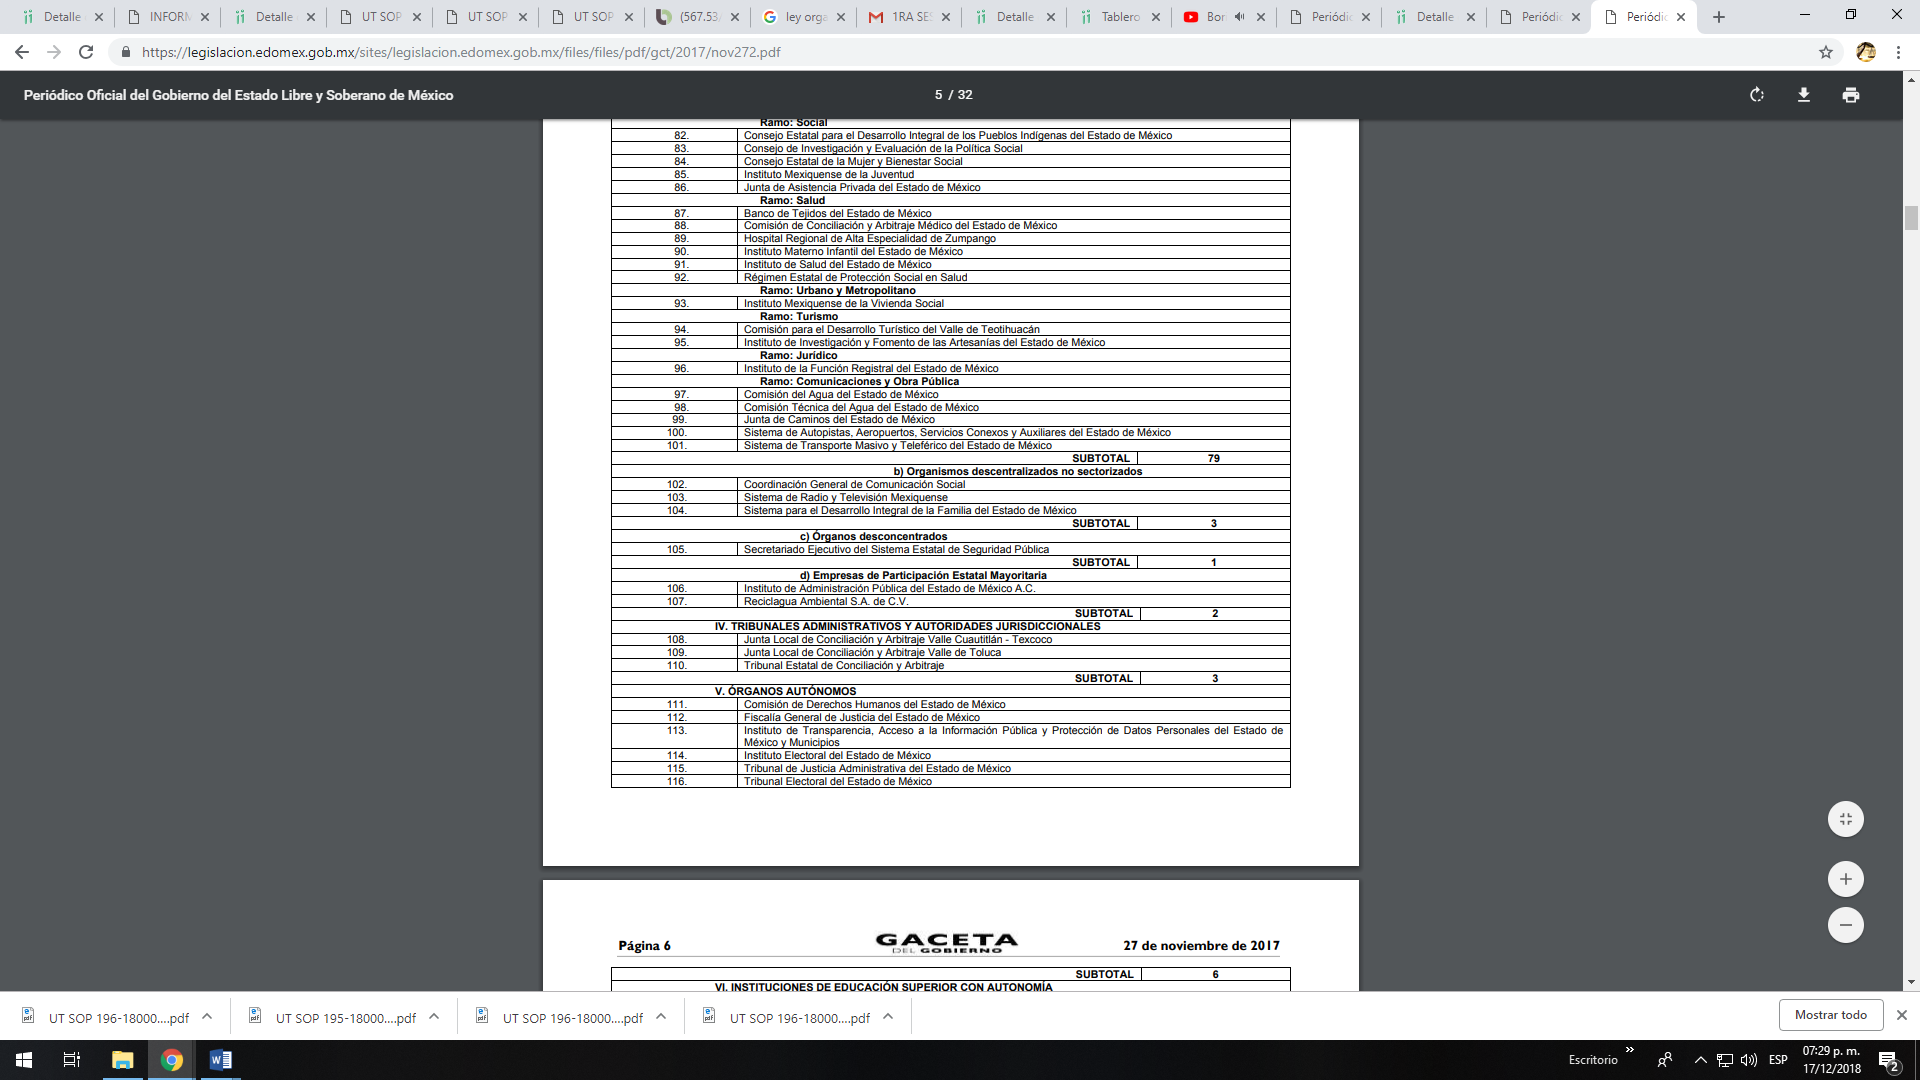 Detalle
INFORM
Detalle
UT SOP
UT SOP
UT SOP
(567.53
ley orga
1RA SES
Detalle
Tablero
Bor
Periódic
Detalle
Periódic
Periódic
https://legislacion.edomex.gob.mx/sites/legislacion.edomex.gob.mx/files/files/pdf/gct/2017/nov272.pdf
Periódico Oficial del Gobierno del Estado Libre y Soberano de México
5 / 32
Ramo: Social
82. Consejo Estatal para el Desarrollo Integral de los Pueblos Indígenas del Estado de México
83. Consejo de Investigación y Evaluación de la Política Social
84. Consejo Estatal de la Mujer y Bienestar Social
85. Instituto Mexiquense de la Juventud
86. Junta de Asistencia Privada del Estado de México
Ramo: Salud
87. Banco de Tejidos del Estado de México
88. Comisión de Conciliación y Arbitraje Médico del Estado de México
89. Hospital Regional de Alta Especialidad de Zumpango
90. Instituto Materno Infantil del Estado de México
91. Instituto de Salud del Estado de México
92. Régimen Estatal de Protección Social en Salud
Ramo: Urbano y Metropolitano
93. Instituto Mexiquense de la Vivienda Social
Ramo: Turismo
94. Comisión para el Desarrollo Turístico del Valle de Teotihuacán
95. Instituto de Investigación y Fomento de las Artesanías del Estado de México
Ramo: Jurídico
96. Instituto de la Función Registral del Estado de México
Ramo: Comunicaciones y Obra Pública
97. Comisión del Agua del Estado de México
98. Comisión Técnica del Agua del Estado de México
99. Junta de Caminos del Estado de México
100. Sistema de Autopistas, Aeropuertos, Servicios Conexos y Auxiliares del Estado de México
101. Sistema de Transporte Masivo y Teleférico del Estado de México
SUBTOTAL 79
b) Organismos descentralizados no sectorizados
102. Coordinación General de Comunicación Social
103. Sistema de Radio y Televisión Mexiquense
104. Sistema para el Desarrollo Integral de la Familia del Estado de México
SUBTOTAL 3
c) Órganos desconcentrados
105. Secretariado Ejecutivo del Sistema Estatal de Seguridad Pública
SUBTOTAL 1
d) Empresas de Participación Estatal Mayoritaria
106. Instituto de Administración Pública del Estado de México A.C.
107. Reciclagua Ambiental S.A. de C.V.
SUBTOTAL 2
IV. TRIBUNALES ADMINISTRATIVOS Y AUTORIDADES JURISDICCIONALES
108. Junta Local de Conciliación y Arbitraje Valle Cuautitlán - Texcoco
109. Junta Local de Conciliación y Arbitraje Valle de Toluca
110. Tribunal Estatal de Conciliación y Arbitraje
SUBTOTAL 3
V. ÓRGANOS AUTÓNOMOS
111. Comisión de Derechos Humanos del Estado de México
112. Fiscalía General de Justicia del Estado de México
113. Instituto de Transparencia, Acceso a la Información Pública y Protección de Datos Personales del Estado de
México y Municipios
114. Instituto Electoral del Estado de México
115. Tribunal de Justicia Administrativa del Estado de México
116. Tribunal Electoral del Estado de México
Página 6
GACETA
DEL GOBIERNO
27 de noviembre de 2017
SUBTOTAL 6
VI. INSTITUCIONES DE EDUCACIÓN SUPERIOR CON AUTONOMÍA
UT SOP 196-18000....pdf
UT SOP 195-18000....pdf
UT SOP 196-18000....pdf
UT SOP 196-18000....pdf
Mostrar todo
Escritorio
ESP
07:29 p. m.
17/12/2018
2